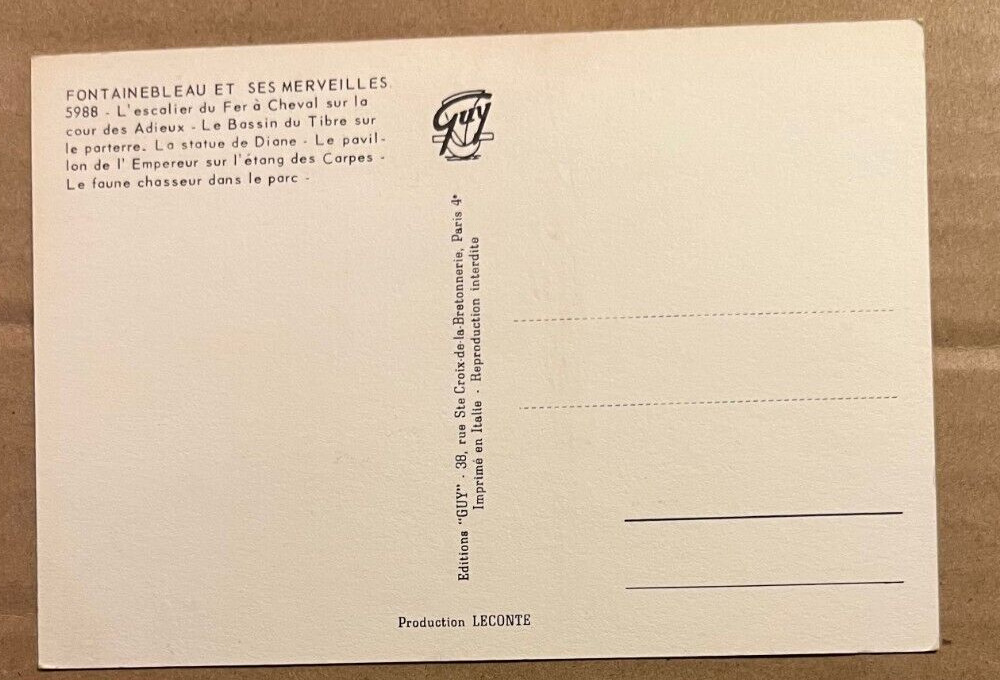 FONTAINEBLEAU ET SES MERVEILLES
5988 - L'escalier du Fer à Cheval sur la
cour des Adieux - Le Bassin du Tibre sur
le parterre. La statue de Diane - Le pavil-
lon de l' Empereur sur l'étang des Carpes -
Le faune chasseur dans le parc -
Guy
Editions "GUY" . 38, rue Ste Croix-de-la-Bretonnerie, Paris 4e
Imprimé en Italie - Reproduction interdite
Production LECONTE